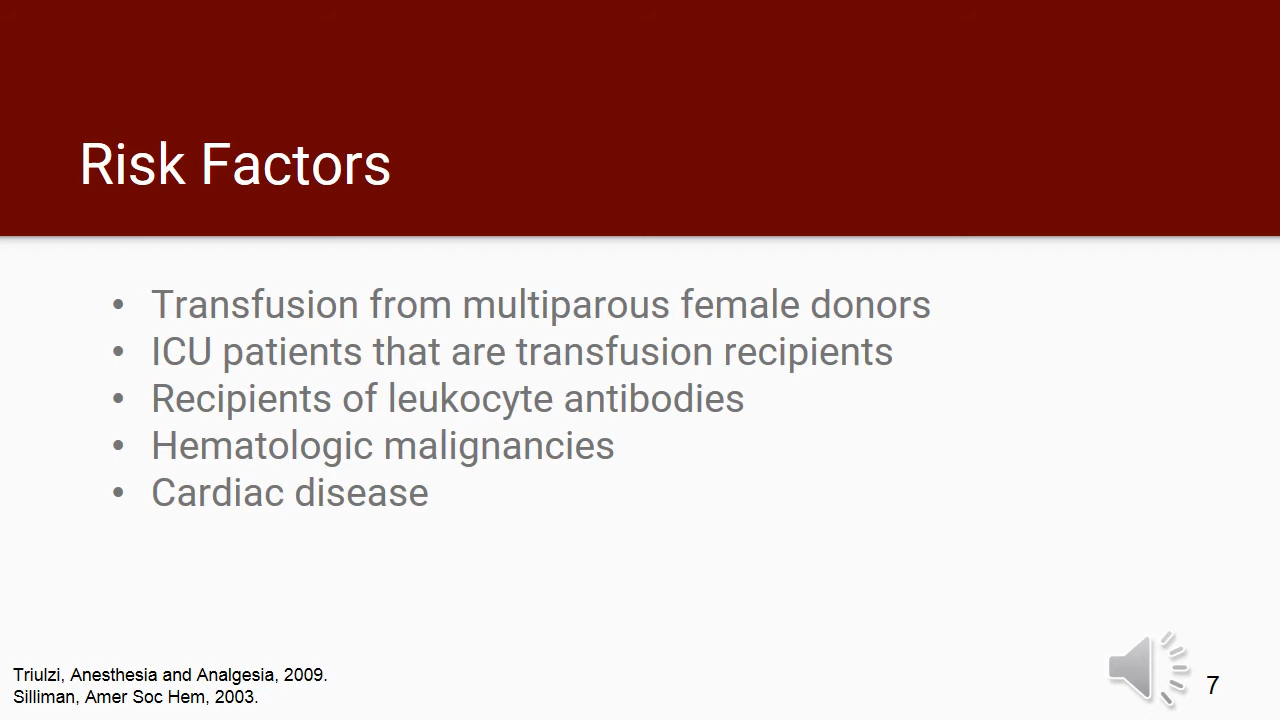 Risk Factors
• Transfusion from multiparous female donors
• ICU patients that are transfusion recipients
• Recipients of leukocyte antibodies
• Hematologic malignancies
• Cardiac disease
Triulzi, Anesthesia and Analgesia, 2009.
Silliman, Amer Soc Hem, 2003.
7